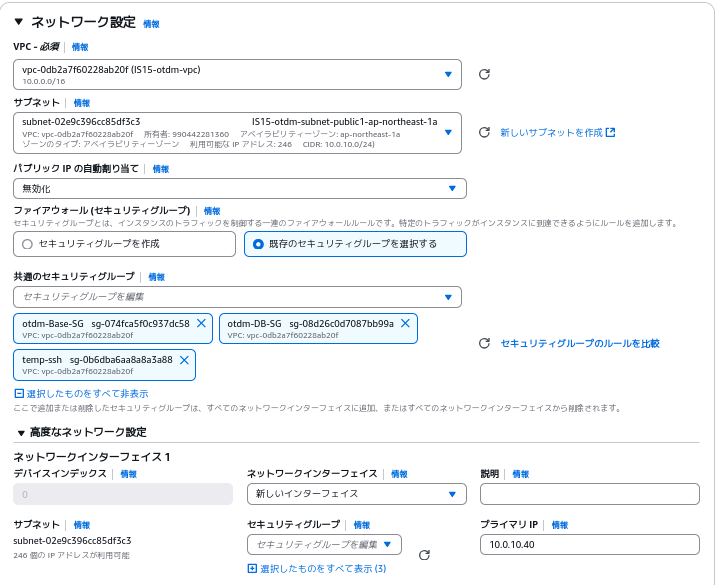 ▼ ネットワーク設定 情報
VPC - 必須 | 情報
vpc-0db2a7f60228ab20f (IS15-otdm-vpc)
10.0.0.0/16
サブネット | 情報
subnet-02e9c396cc85df3c3 IS15-otdm-subnet-public1-ap-northeast-1a
VPC: vpc-0db2a7f60228ab20f 所有者: 990442281360 アベイラビリティーゾーン: ap-northeast-1a
ゾーンのタイプ: アベイラビリティーゾーン 利用可能な IP アドレス: 246 CIDR: 10.0.10.0/24)
新しいサブネットを作成
パブリック IP の自動割り当て | 情報
無効化
ファイアウォール (セキュリティグループ) | 情報
セキュリティグループとは、インスタンスのトラフィックを制御する一連のファイアウォールルールです。特定のトラフィックがインスタンスに到達できるようにルールを追加します。
セキュリティグループを作成
既存のセキュリティグループを選択する
共通のセキュリティグループ | 情報
セキュリティグループを編集
otdm-Base-SG sg-074fca5f0c937dc58
VPC: vpc-0db2a7f60228ab20f
otdm-DB-SG sg-08d26c0d7087bb99a
VPC: vpc-0db2a7f60228ab20f
temp-ssh sg-0b6dba6aa8a8a3a88
VPC: vpc-0db2a7f60228ab20f
セキュリティグループのルールを比較
選択したものをすべて非表示
ここで追加または削除したセキュリティグループは、すべてのネットワークインターフェイスに追加、またはすべてのネットワークインターフェイスから削除されます。
▼ 高度なネットワーク設定
ネットワークインターフェイス 1
デバイスインデックス | 情報
0
ネットワークインターフェイス | 情報
新しいインターフェイス
説明 | 情報
サブネット | 情報
subnet-02e9c396cc85df3c3
246 個の IP アドレスが利用可能
セキュリティグループ | 情報
セキュリティグループを編集
選択したものをすべて表示 (3)
プライマリ IP | 情報
10.0.10.40